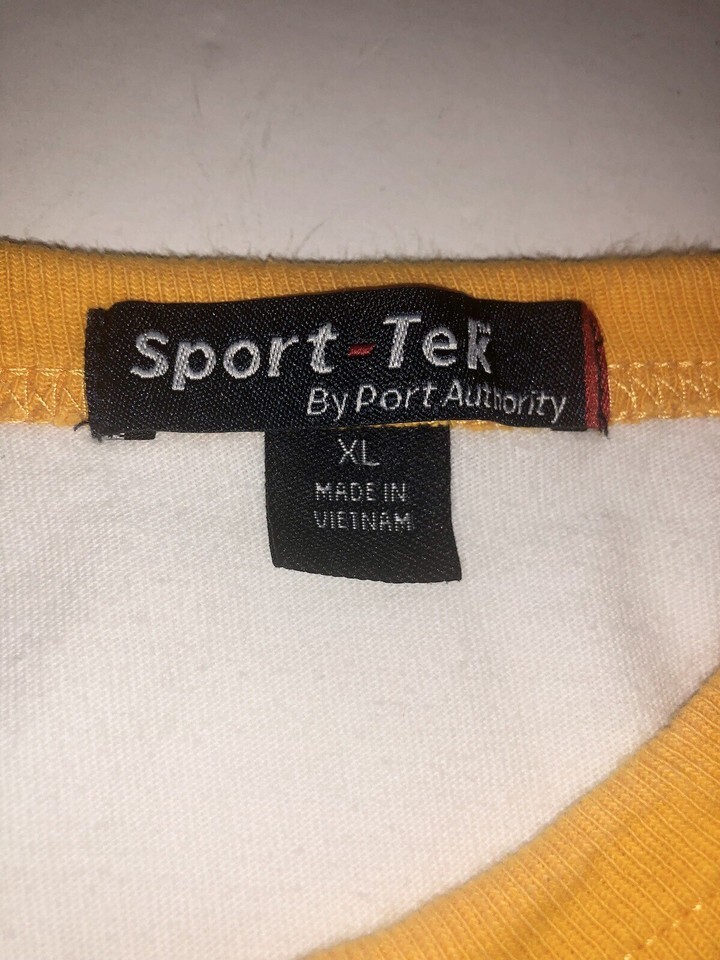 Sport-Tek
By Port Authority
XL
MADE IN
VIETNAM